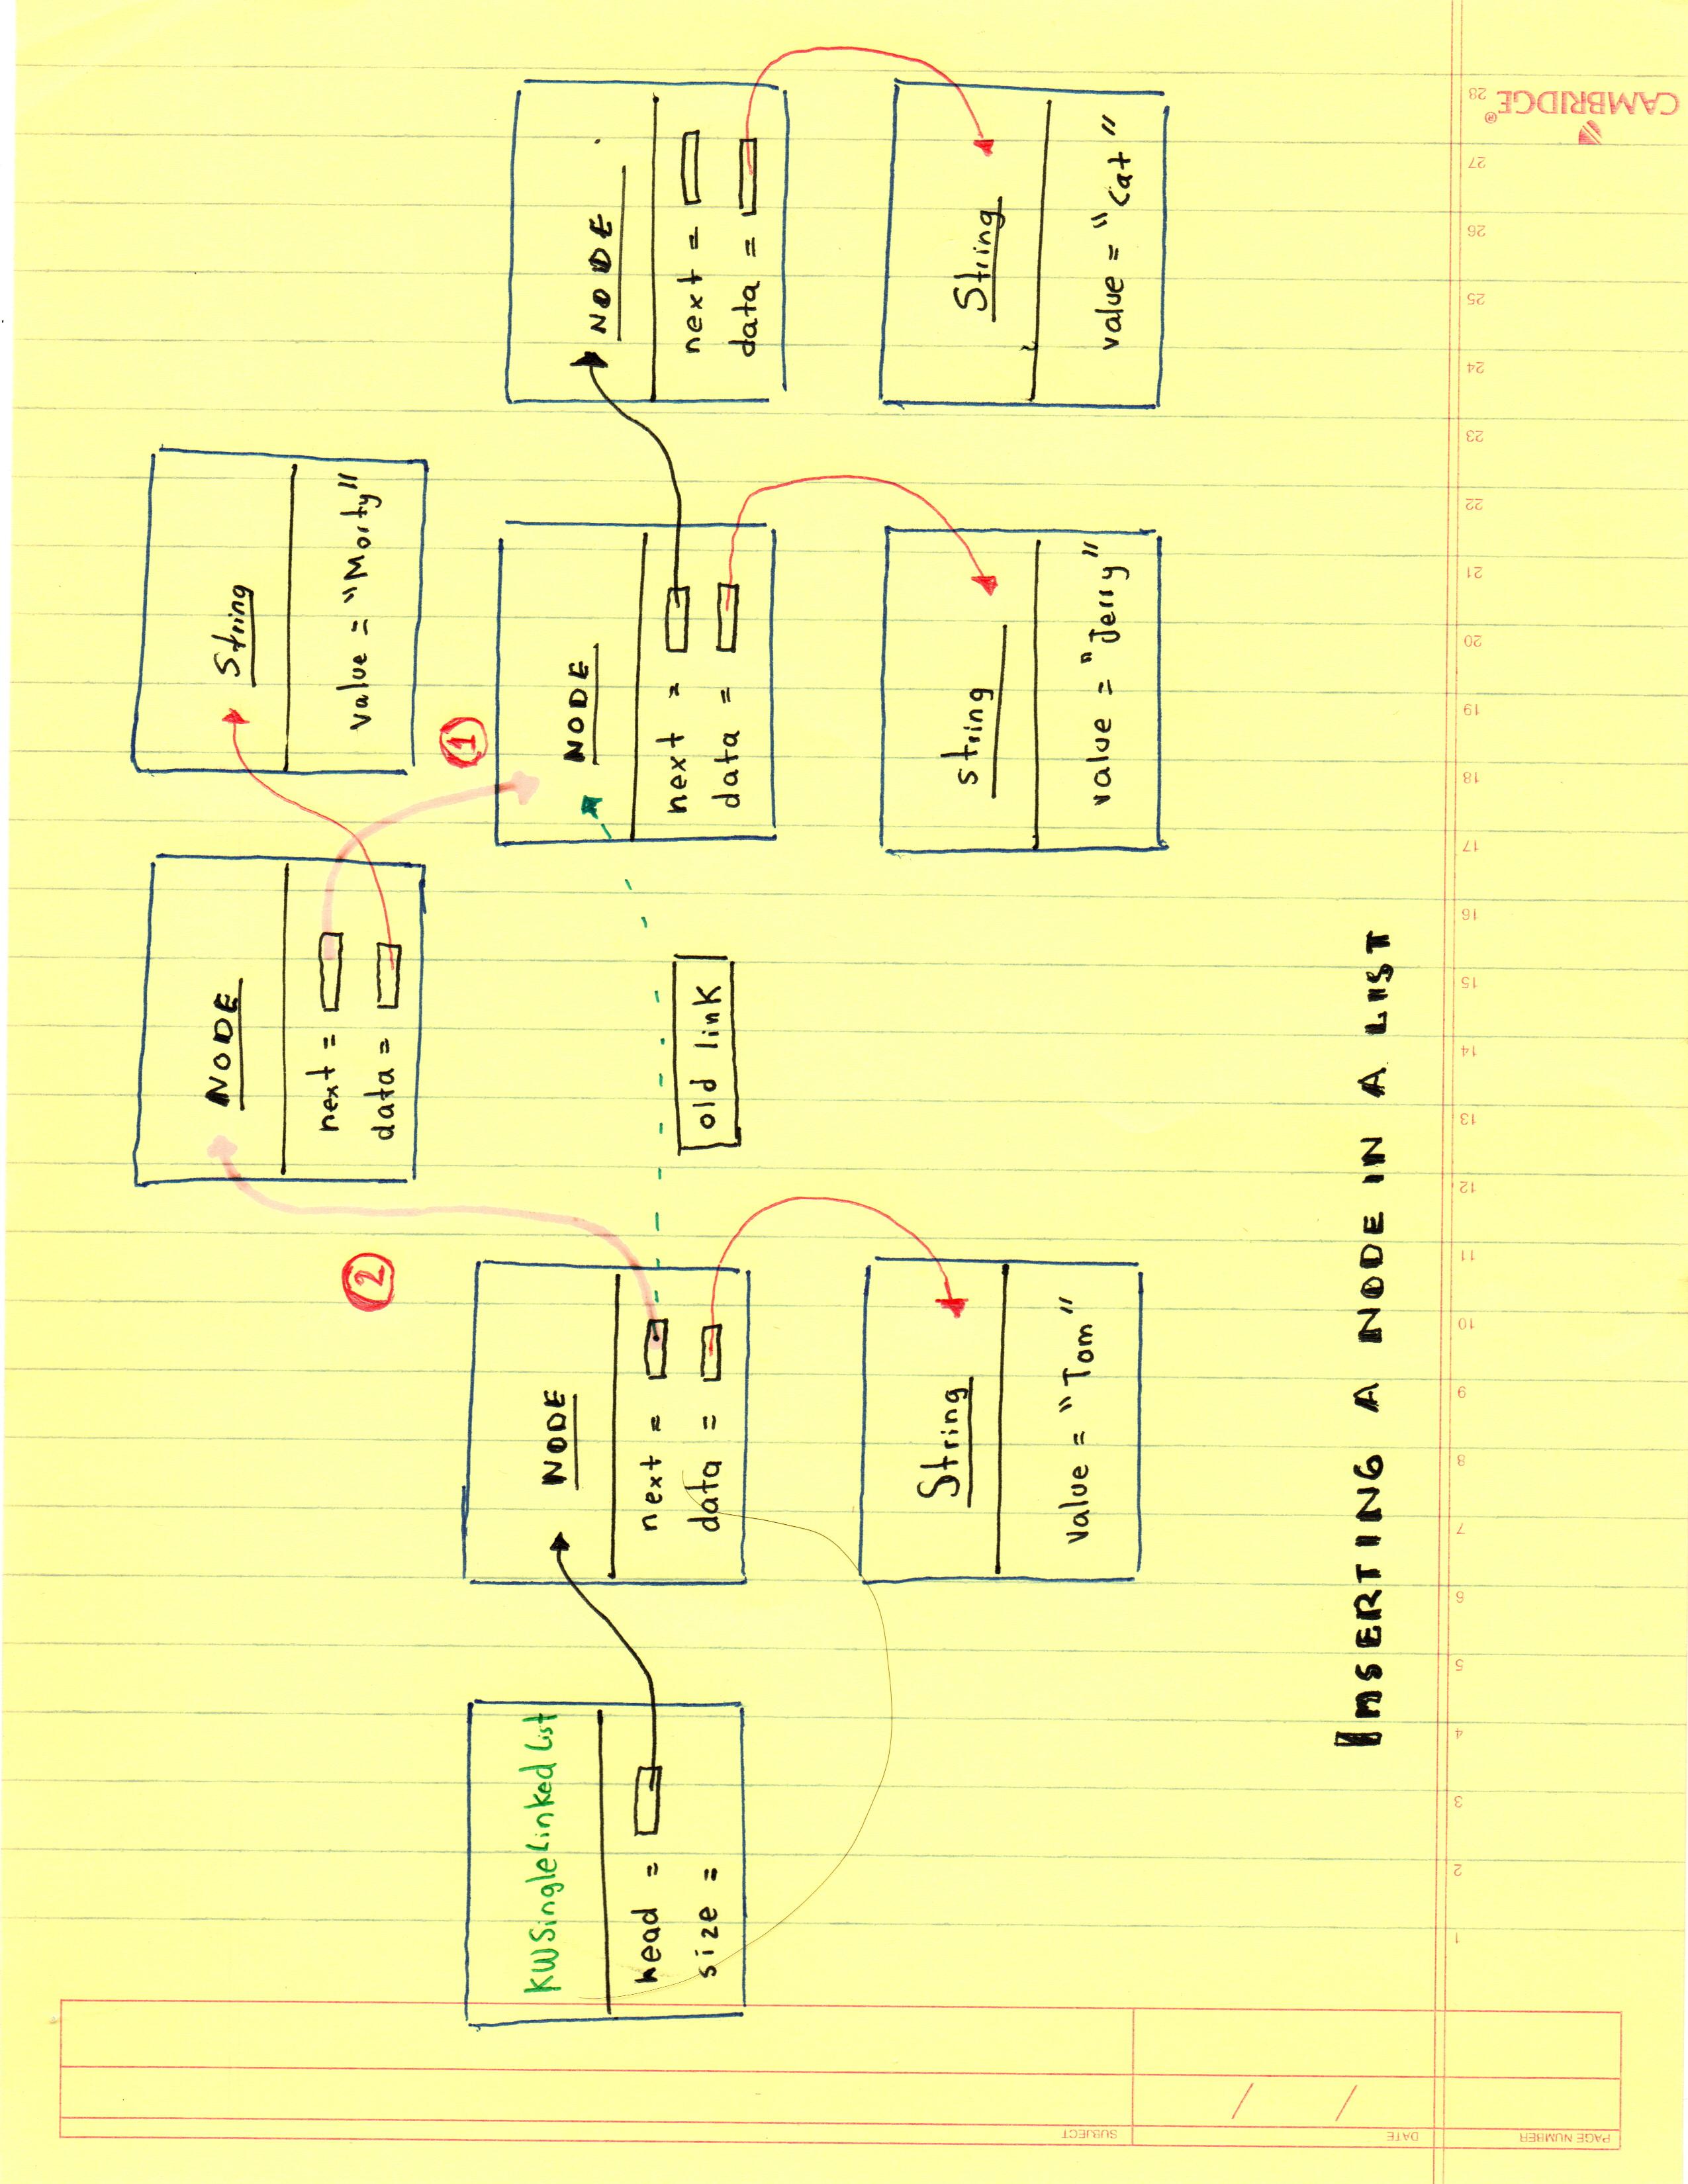 NODE
next =
data =
String
value = "Morty"
②
①
KWSingleLinkedList
head =
size =
NODE
next =
data =
old link
NODE
next =
data =
NODE
next =
data =
String
value = "Tom"
string
value = "Jerry"
String
value = "Cat"
INSERTING A NODE IN A LIST
CAMBRIDGE®
PAGE NUMBER
DATE
/ /
SUBJECT
1
2
3
4
5
6
7
8
9
10
11
12
13
14
15
16
17
18
19
20
21
22
23
24
25
26
27
28